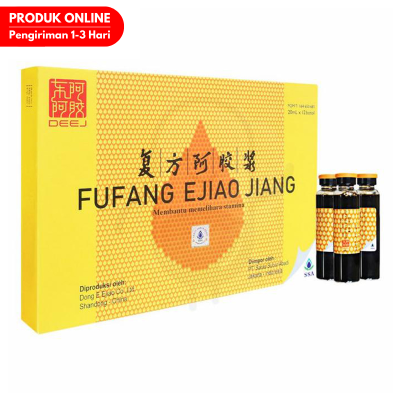 PRODUK ONLINE
Pengiriman 1-3 Hari
东阿
阿胶
DEEJ
复方阿胶浆
FUFANG EJIAO JIANG
Membantu memelihara stamina
Diproduksi oleh:
Dong E Ejiao Co., Ltd.
Shandong - China
Diimpor oleh:
SSA